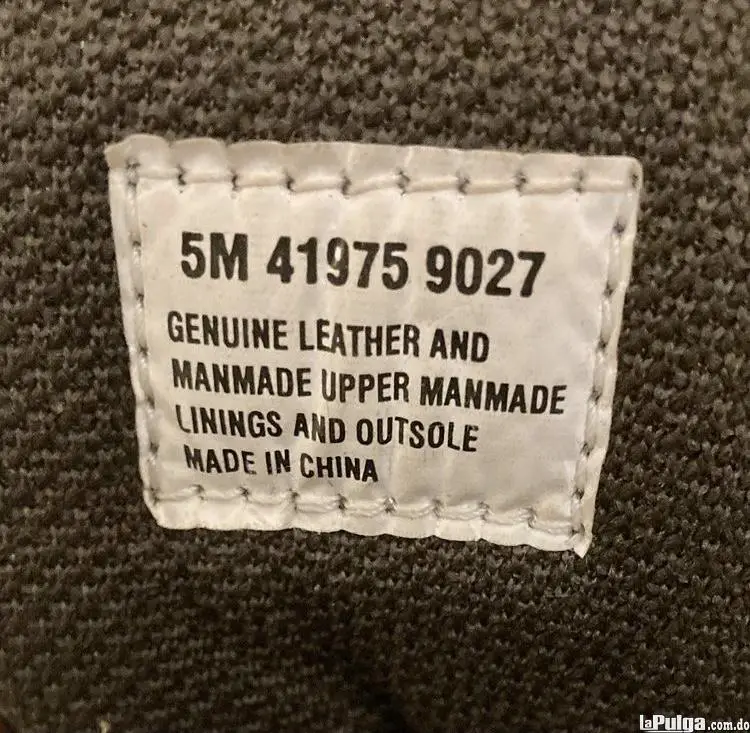 5M 41975 9027
GENUINE LEATHER AND
MANMADE UPPER MANMADE
LININGS AND OUTSOLE
MADE IN CHINA
laPulga.com.do